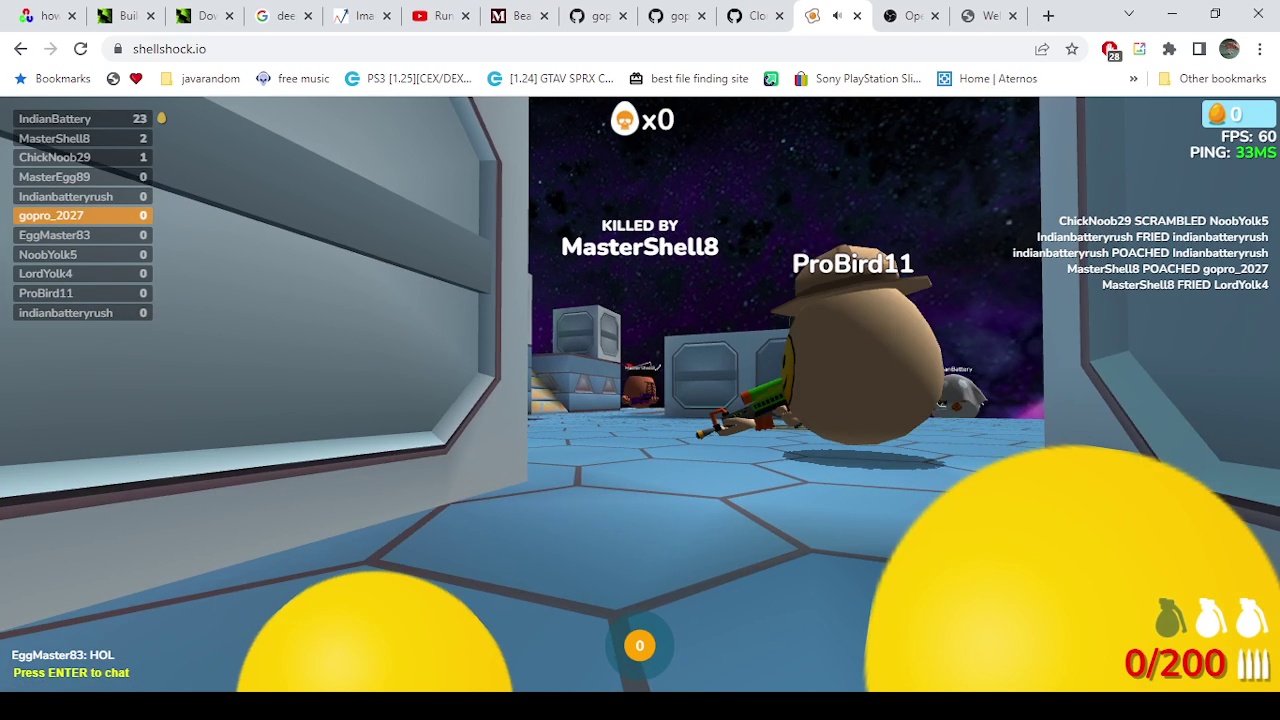 how
Buil
Dov
dee
Ima
Run
Bea
gop
gop
Clo
Ope
Wel
shellshock.io
28
Bookmarks
javarandom
free music
PS3 [1.25][CEX/DEX...
[1.24] GTAV SPRX C...
best file finding site
Sony PlayStation Sli...
Home | Aternos
»
Other bookmarks
IndianBattery 23
MasterShell8 2
ChickNoob29 1
MasterEgg89 0
Indianbatteryrush 0
gopro_2027 0
EggMaster83 0
NoobYolk5 0
LordYolk4 0
ProBird11 0
indianbatteryrush 0
x0
KILLED BY
MasterShell8
ProBird11
0
FPS: 60
PING: 33MS
ChickNoob29 SCRAMBLED NoobYolk5
Indianbatteryrush FRIED indianbatteryrush
indianbatteryrush POACHED Indianbatteryrush
MasterShell8 POACHED gopro_2027
MasterShell8 FRIED LordYolk4
EggMaster83: HOL
Press ENTER to chat
0
0/200